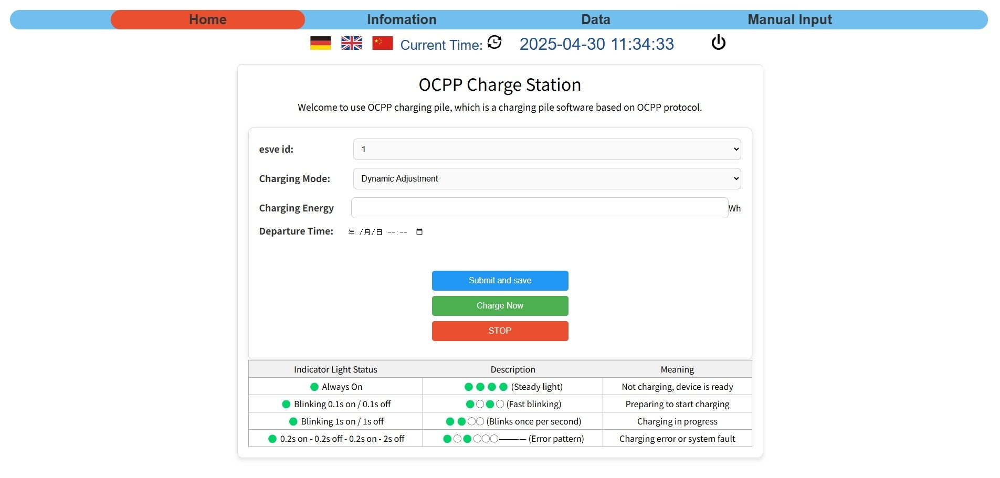 Home Infomation Data Manual Input
Current Time: 2025-04-30 11:34:33
OCPP Charge Station
Welcome to use OCPP charging pile, which is a charging pile software based on OCPP protocol.
esve id: 1
Charging Mode: Dynamic Adjustment
Charging Energy Wh
Departure Time: 年 /月/日 --:--
Submit and save
Charge Now
STOP
Indicator Light Status Description Meaning
Always On (Steady light) Not charging, device is ready
Blinking 0.1s on / 0.1s off (Fast blinking) Preparing to start charging
Blinking 1s on / 1s off (Blinks once per second) Charging in progress
0.2s on - 0.2s off - 0.2s on - 2s off ——— (Error pattern) Charging error or system fault